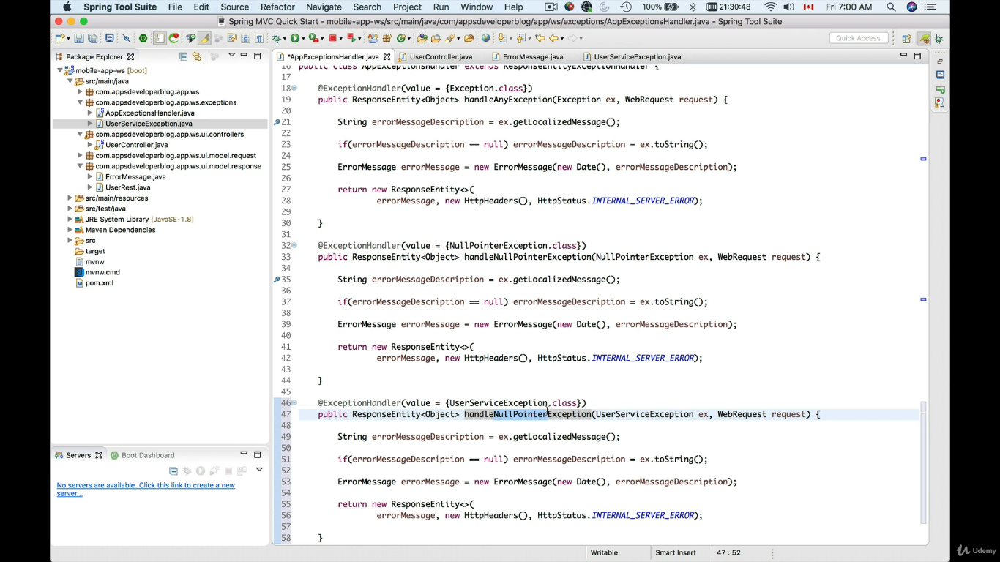 Spring Tool Suite File Edit Source Refactor Navigate Search Project Run Window Help 100% Fri 7:00 AM
Spring MVC Quick Start - mobile-app-ws/src/main/java/com/appsdeveloperblog/app/ws/exceptions/AppExceptionsHandler.java - Spring Tool Suite
Quick Access
Package Explorer
*AppExceptionsHandler.java UserController.java ErrorMessage.java UserServiceException.java
mobile-app-ws [boot]
src/main/java
com.appsdeveloperblog.app.ws
com.appsdeveloperblog.app.ws.exceptions
AppExceptionsHandler.java
UserServiceException.java
com.appsdeveloperblog.app.ws.ui.controllers
UserController.java
com.appsdeveloperblog.app.ws.ui.model.request
com.appsdeveloperblog.app.ws.ui.model.response
ErrorMessage.java
UserRest.java
src/main/resources
src/test/java
JRE System Library [JavaSE-1.8]
Maven Dependencies
src
target
mvnw
mvnw.cmd
pom.xml
Servers Boot Dashboard
No servers are available. Click this link to create a new
server...
16 public class AppExceptionsHandler extends ResponseEntityExceptionHandler {
17
18 @ExceptionHandler(value = {Exception.class})
19 public ResponseEntity<Object> handleAnyException(Exception ex, WebRequest request) {
20
21 String errorMessageDescription = ex.getLocalizedMessage();
22
23 if(errorMessageDescription == null) errorMessageDescription = ex.toString();
24
25 ErrorMessage errorMessage = new ErrorMessage(new Date(), errorMessageDescription);
26
27 return new ResponseEntity<>(
28 errorMessage, new HttpHeaders(), HttpStatus.INTERNAL_SERVER_ERROR);
29
30 }
31
32 @ExceptionHandler(value = {NullPointerException.class})
33 public ResponseEntity<Object> handleNullPointerException(NullPointerException ex, WebRequest request) {
34
35 String errorMessageDescription = ex.getLocalizedMessage();
36
37 if(errorMessageDescription == null) errorMessageDescription = ex.toString();
38
39 ErrorMessage errorMessage = new ErrorMessage(new Date(), errorMessageDescription);
40
41 return new ResponseEntity<>(
42 errorMessage, new HttpHeaders(), HttpStatus.INTERNAL_SERVER_ERROR);
43
44 }
45
46 @ExceptionHandler(value = {UserServiceException.class})
47 public ResponseEntity<Object> handleNullPointerException(UserServiceException ex, WebRequest request) {
48
49 String errorMessageDescription = ex.getLocalizedMessage();
50
51 if(errorMessageDescription == null) errorMessageDescription = ex.toString();
52
53 ErrorMessage errorMessage = new ErrorMessage(new Date(), errorMessageDescription);
54
55 return new ResponseEntity<>(
56 errorMessage, new HttpHeaders(), HttpStatus.INTERNAL_SERVER_ERROR);
57
58 }
Writable Smart Insert 47 : 52
Udemy